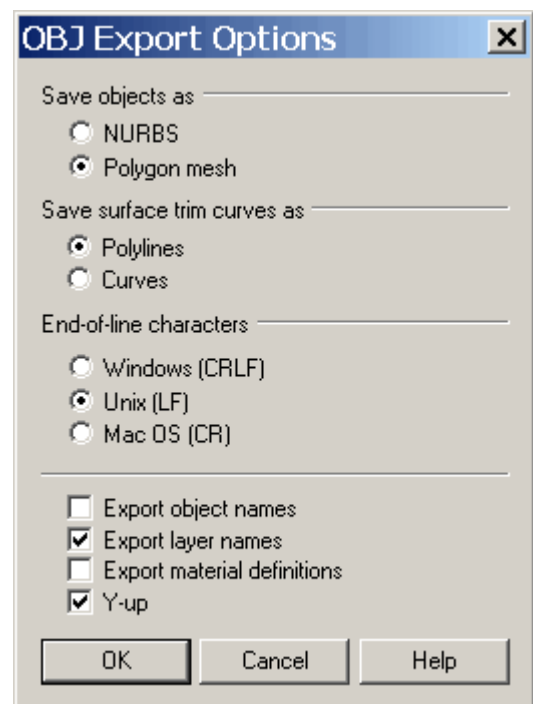 OBJ Export Options
Save objects as
NURBS
Polygon mesh
Save surface trim curves as
Polylines
Curves
End-of-line characters
Windows (CRLF)
Unix (LF)
Mac OS (CR)
Export object names
Export layer names
Export material definitions
Y-up
OK Cancel Help